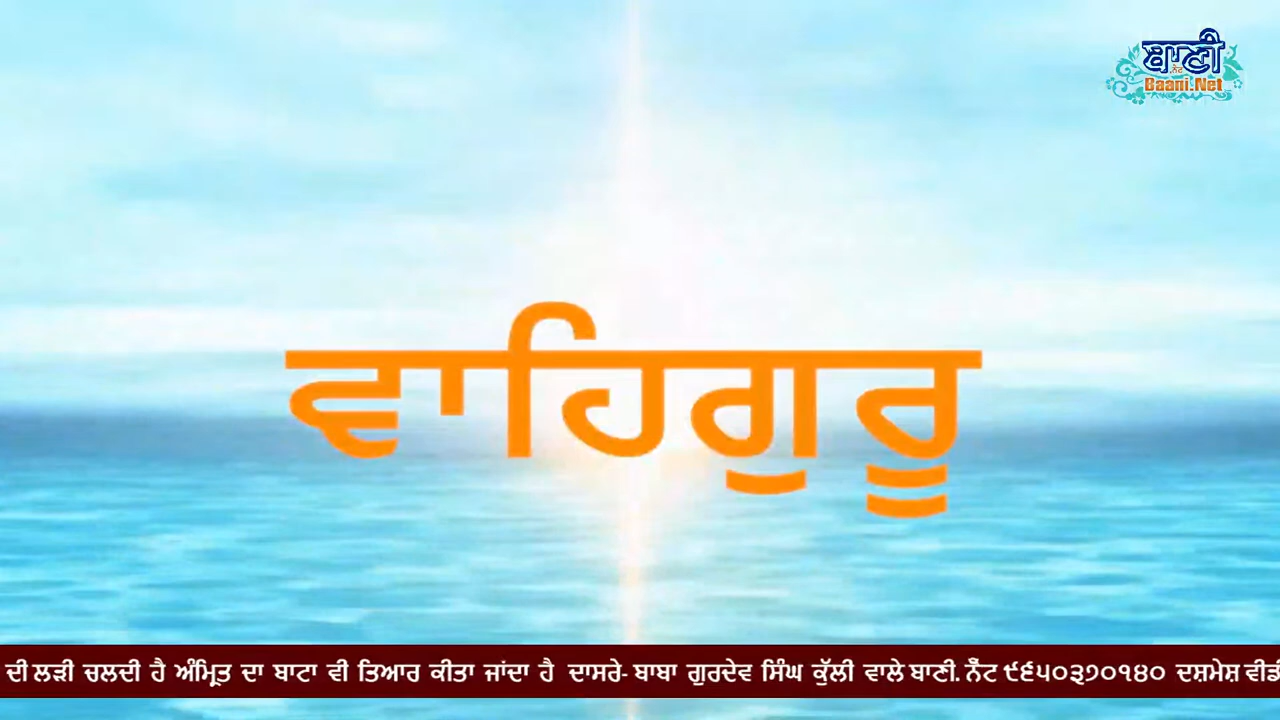 ਬਾਣੀ
ਨੈੱਟ
Baani.Net
ਵਾਹਿਗੁਰੂ
ਦੀ ਲੜੀ ਚਲਦੀ ਹੈ ਅੰਮ੍ਰਿਤ ਦਾ ਬਾਟਾ ਵੀ ਤਿਆਰ ਕੀਤਾ ਜਾਂਦਾ ਹੈ ਦਾਸਰੇ- ਬਾਬਾ ਗੁਰਦੇਵ ਸਿੰਘ ਕੁੱਲੀ ਵਾਲੇ ਬਾਣੀ. ਨੈੱਟ ੯੬੫੦੩੭੦੧੪੦ ਦਸ਼ਮੇਸ਼